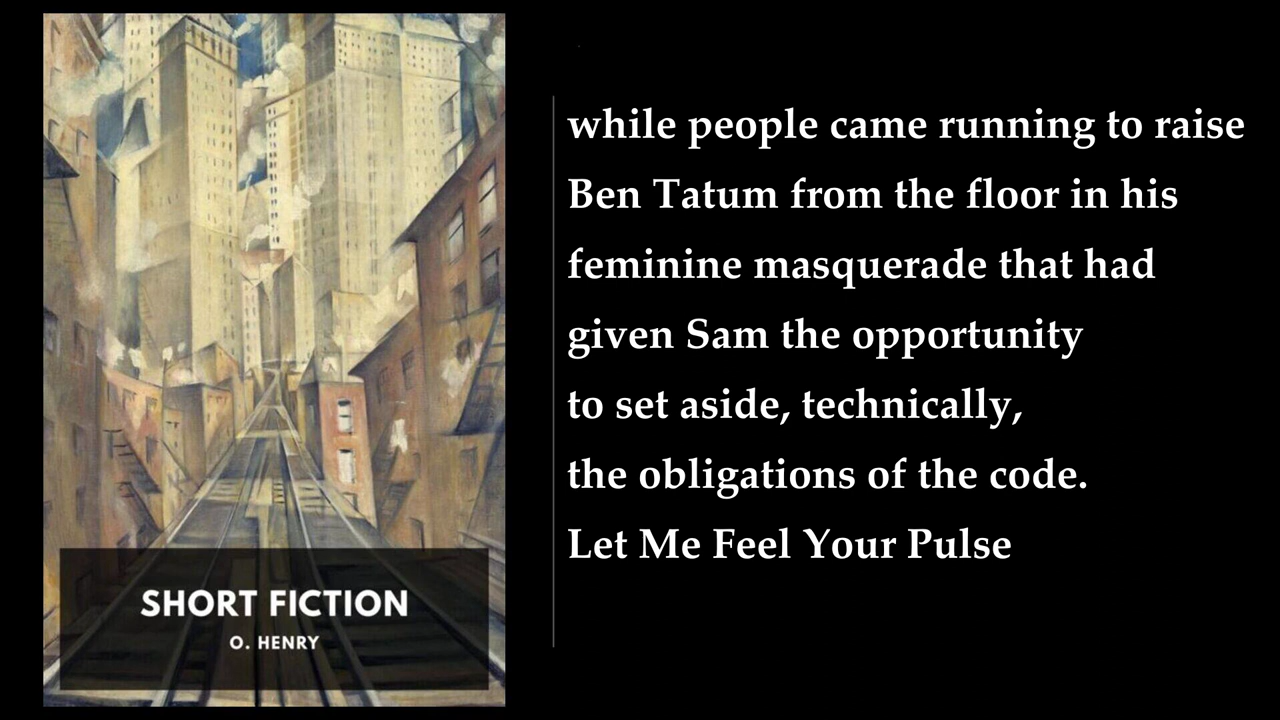 SHORT FICTION
O. HENRY
while people came running to raise
Ben Tatum from the floor in his
feminine masquerade that had
given Sam the opportunity
to set aside, technically,
the obligations of the code.
Let Me Feel Your Pulse